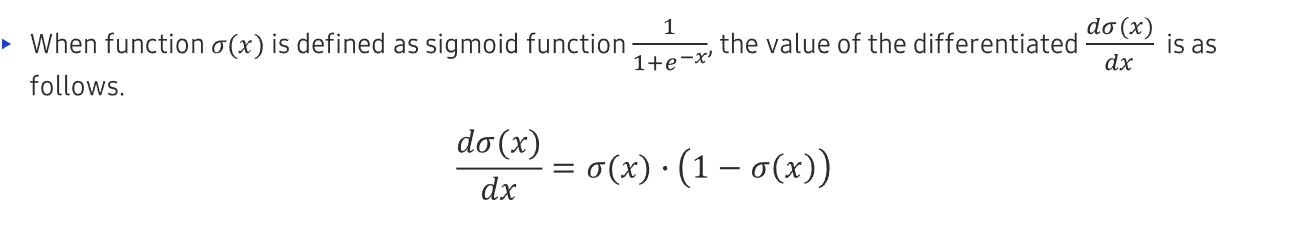 ▶ When function σ(x) is defined as sigmoid function 1/(1+e^−x), the value of the differentiated dσ(x)/dx is as
follows.
dσ(x)/dx = σ(x) · (1 − σ(x))